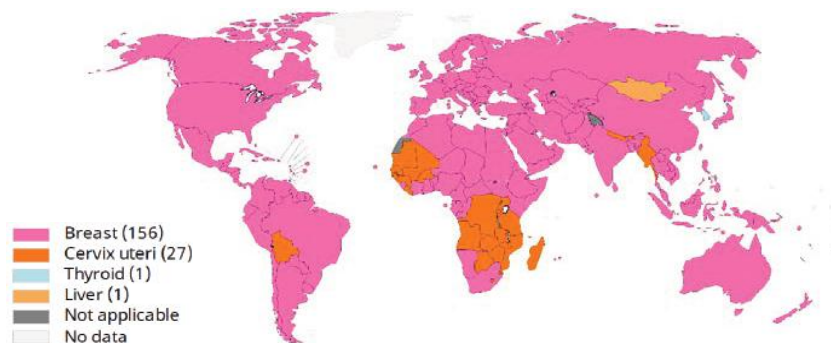 Breast (156)
Cervix uteri (27)
Thyroid (1)
Liver (1)
Not applicable
No data